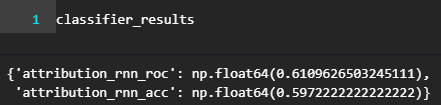 1 classifier_results
{'attribution_rnn_roc': np.float64(0.6109626503245111),
'attribution_rnn_acc': np.float64(0.5972222222222222)}